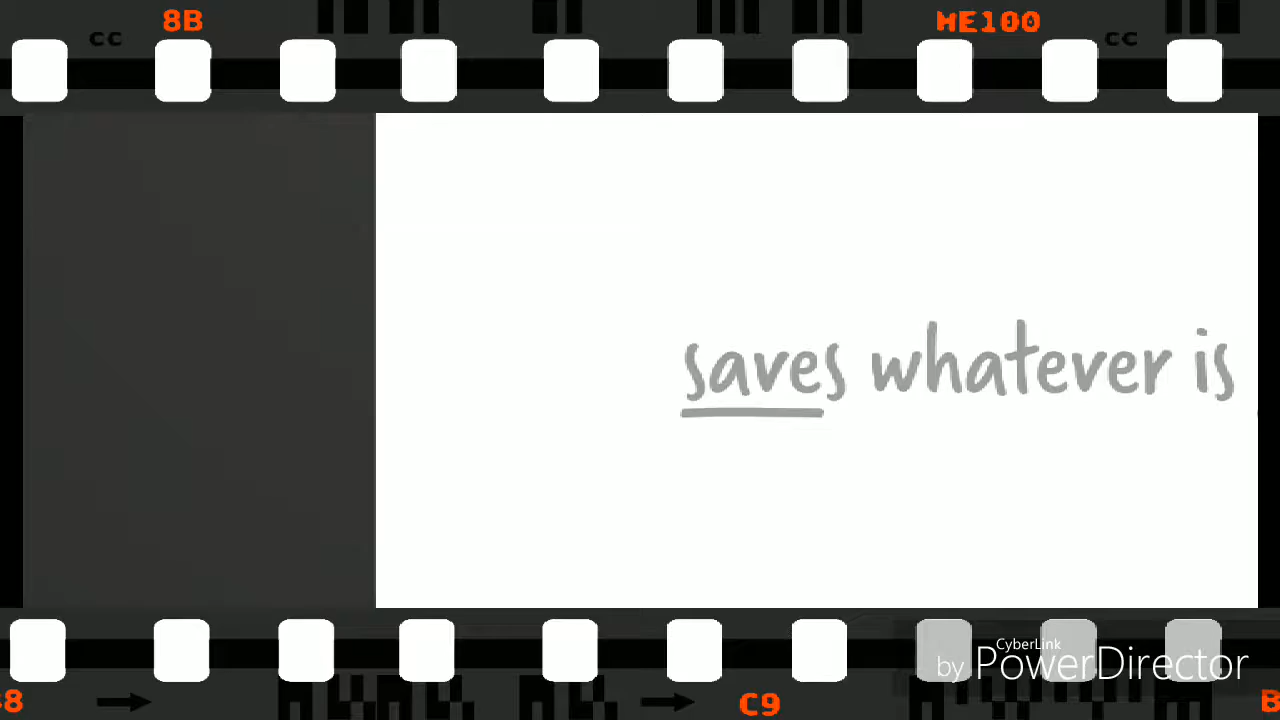 8B
cc
ME100
cc
saves whatever is
CyberLink
by PowerDirector
C9